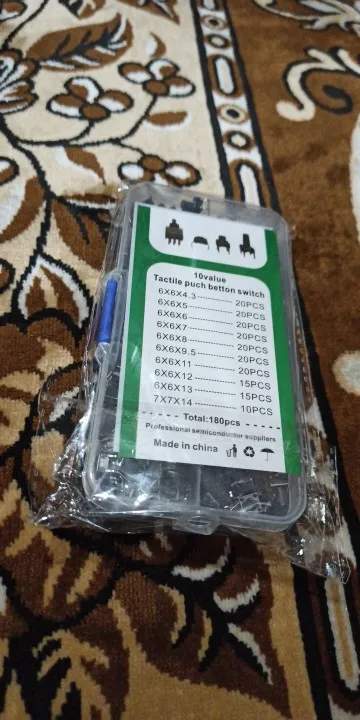 10value
Tactile puch betton switch
6X6X4.3 20PCS
6X6X5 20PCS
6X6X6 20PCS
6X6X7 20PCS
6X6X8 20PCS
6X6X9.5 20PCS
6X6X11 20PCS
6X6X12 15PCS
6X6X13 15PCS
7X7X14 10PCS
Total:180pcs
Professional semiconductor suppliers
Made in china